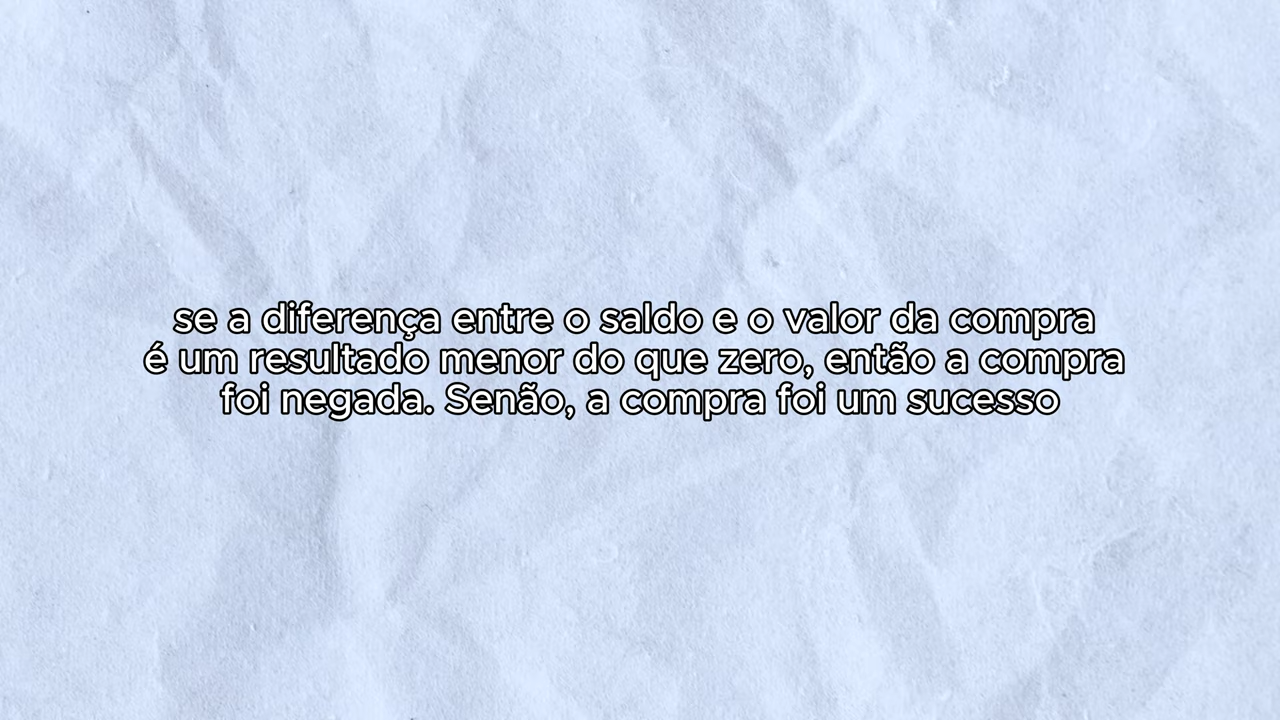 se a diferença entre o saldo e o valor da compra
é um resultado menor do que zero, então a compra
foi negada. Senão, a compra foi um sucesso